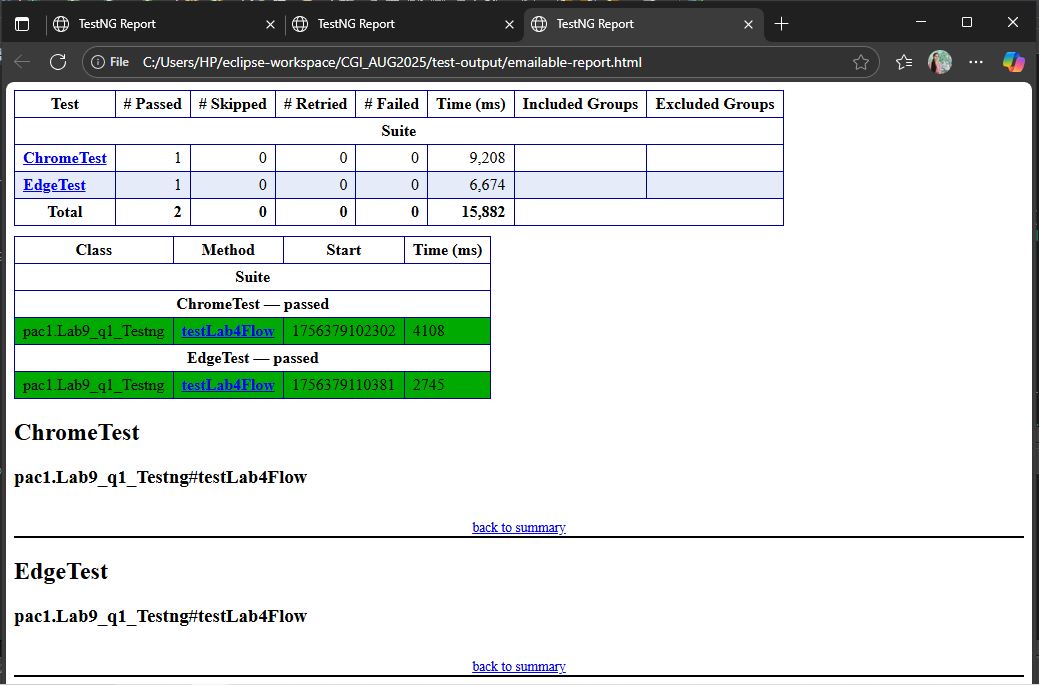 TestNG Report TestNG Report TestNG Report
File C:/Users/HP/eclipse-workspace/CGI_AUG2025/test-output/emailable-report.html
Test # Passed # Skipped # Retried # Failed Time (ms) Included Groups Excluded Groups
Suite
ChromeTest 1 0 0 0 9,208
EdgeTest 1 0 0 0 6,674
Total 2 0 0 0 15,882
Class Method Start Time (ms)
Suite
ChromeTest — passed
pac1.Lab9_q1_Testng testLab4Flow 1756379102302 4108
EdgeTest — passed
pac1.Lab9_q1_Testng testLab4Flow 1756379110381 2745
ChromeTest
pac1.Lab9_q1_Testng#testLab4Flow
back to summary
EdgeTest
pac1.Lab9_q1_Testng#testLab4Flow
back to summary